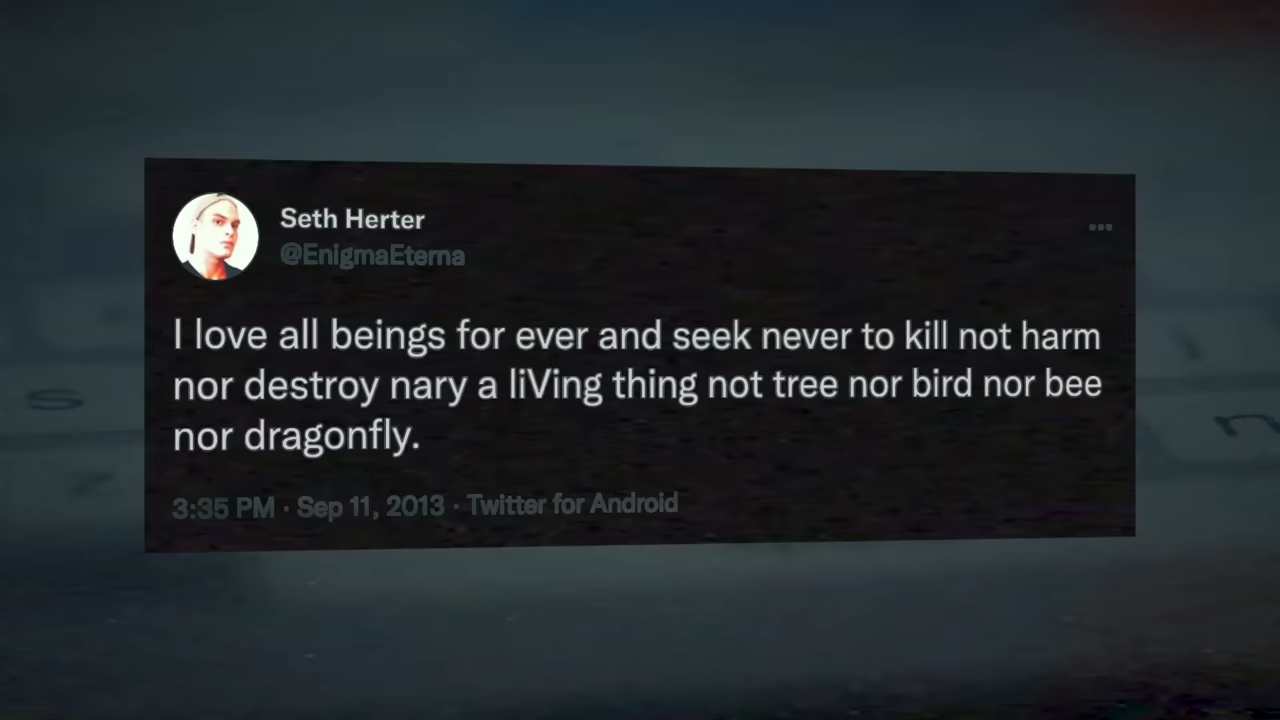 Seth Herter
@EnigmaEterna
I love all beings for ever and seek never to kill not harm
nor destroy nary a liVing thing not tree nor bird nor bee
nor dragonfly.
3:35 PM · Sep 11, 2013 · Twitter for Android
s
n
z